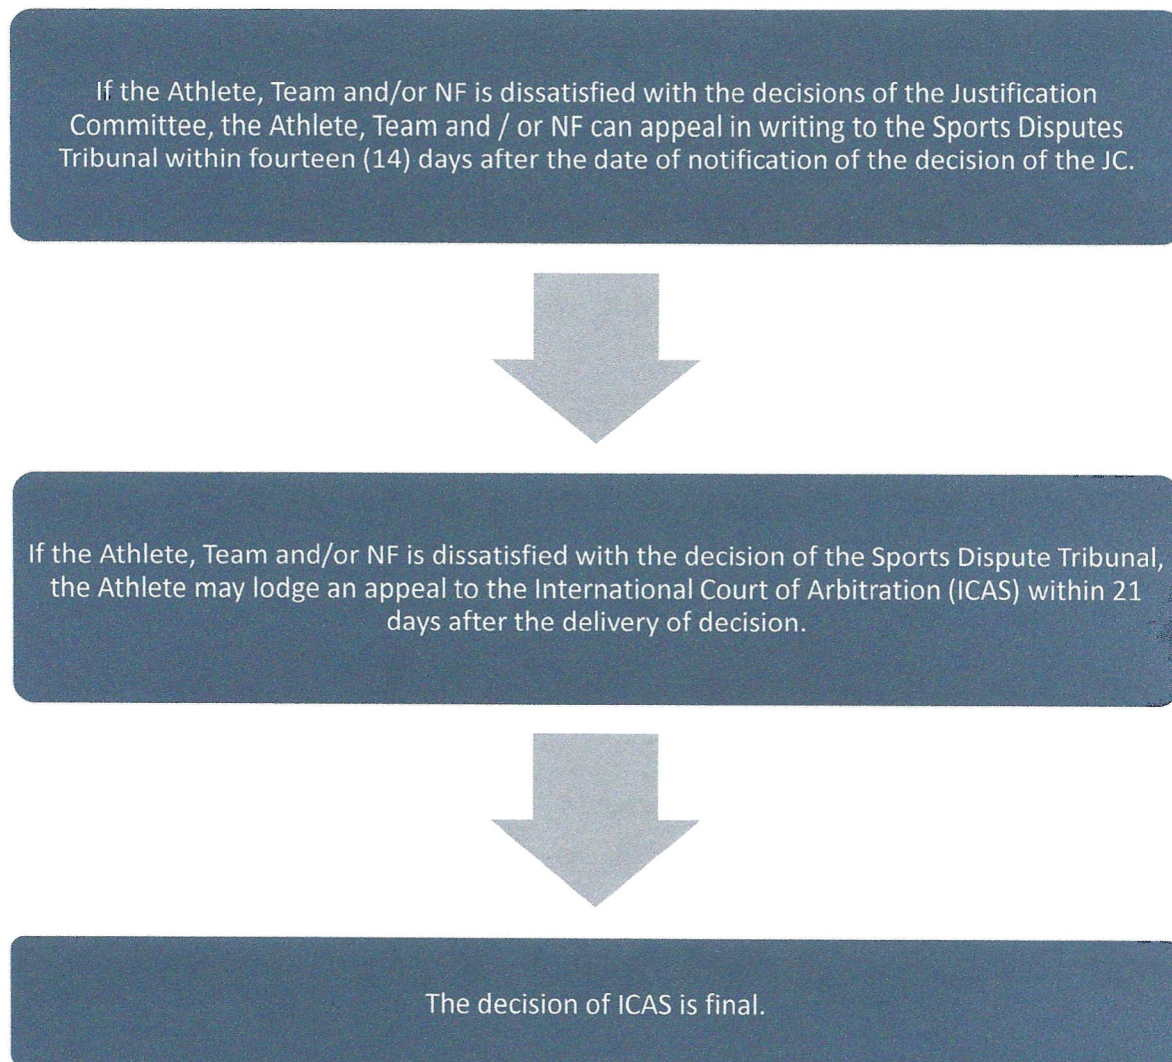 If the Athlete, Team and/or NF is dissatisfied with the decisions of the Justification
Committee, the Athlete, Team and / or NF can appeal in writing to the Sports Disputes
Tribunal within fourteen (14) days after the date of notification of the decision of the JC.
If the Athlete, Team and/or NF is dissatisfied with the decision of the Sports Dispute Tribunal,
the Athlete may lodge an appeal to the International Court of Arbitration (ICAS) within 21
days after the delivery of decision.
The decision of ICAS is final.